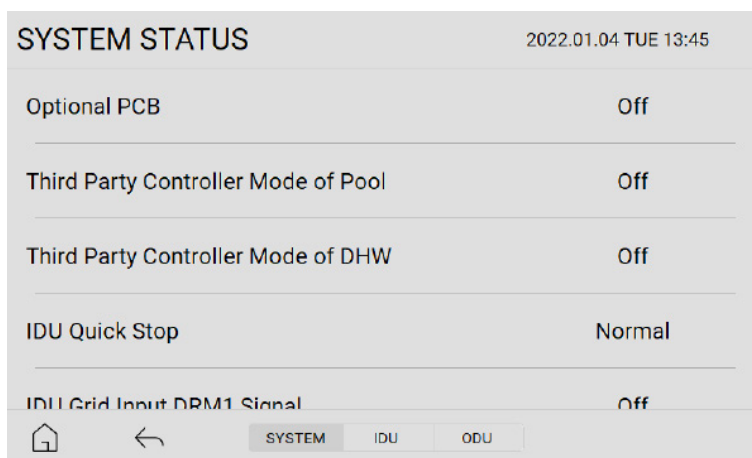 SYSTEM STATUS 2022.01.04 TUE 13:45
Optional PCB Off
Third Party Controller Mode of Pool Off
Third Party Controller Mode of DHW Off
IDU Quick Stop Normal
IDU Grid Input DRM1 Signal Off
SYSTEM IDU ODU